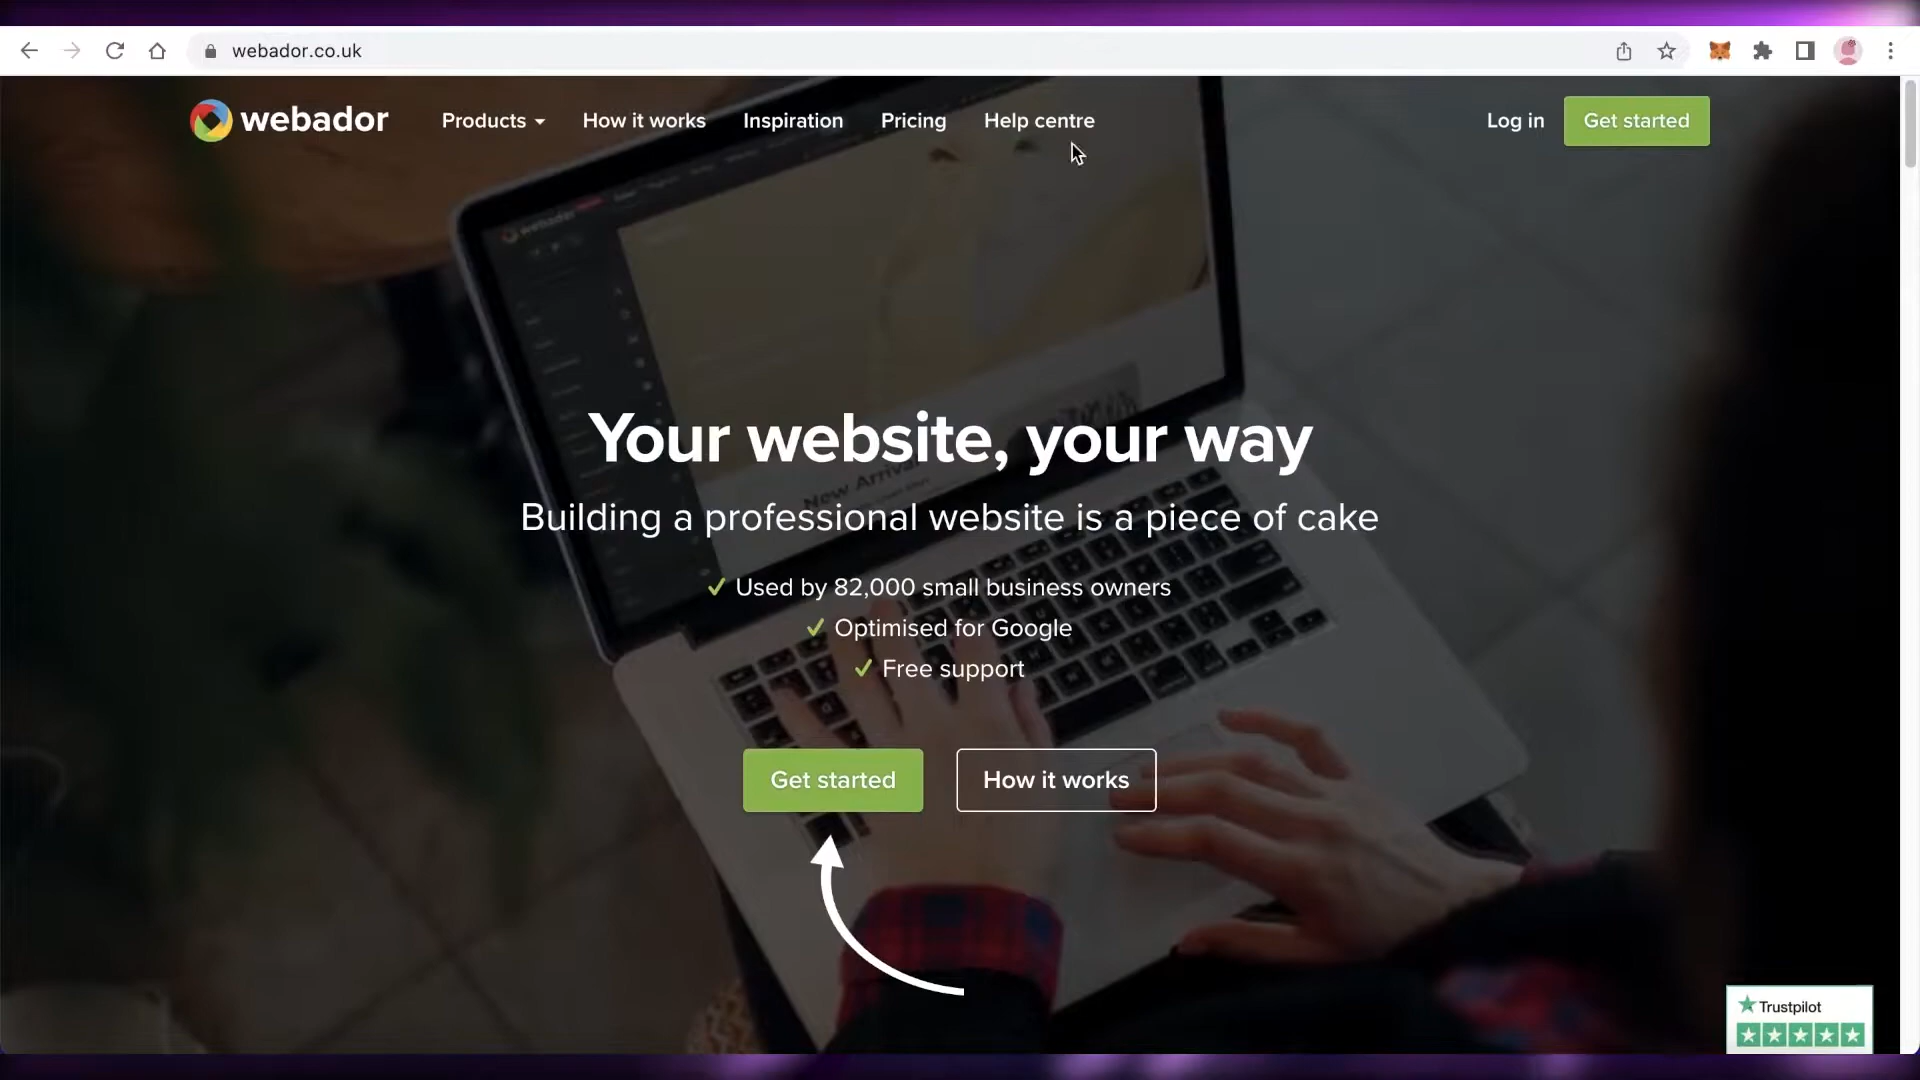 webador.co.uk
webador
Products
How it works
Inspiration
Pricing
Help centre
Log in
Get started
Your website, your way
Building a professional website is a piece of cake
✓ Used by 82,000 small business owners
✓ Optimised for Google
✓ Free support
Get started
How it works
New Arrival
Trustpilot